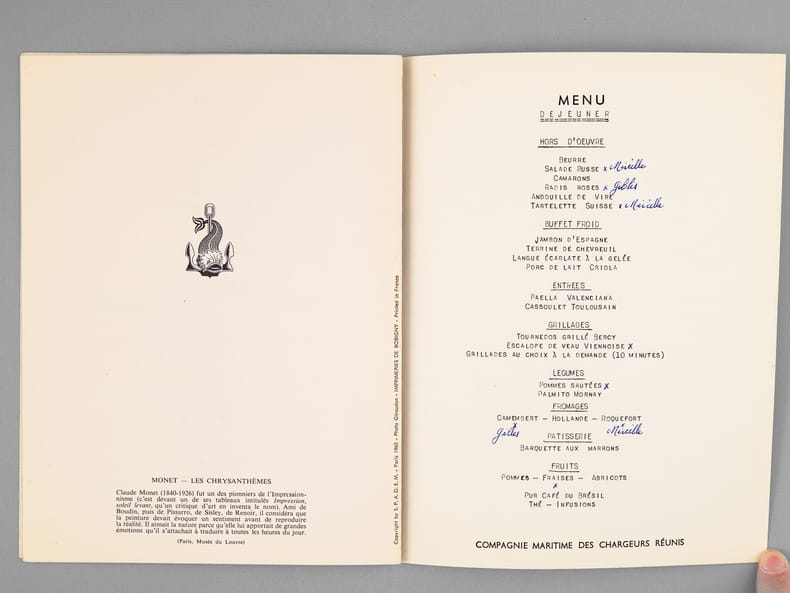 MONET — LES CHRYSANTHÈMES
Claude Monet (1840-1926) fut un des pionniers de l'Impression-
nisme (c'est devant un de ses tableaux intitulés Impression,
soleil levant, qu'un critique d'art en inventa le nom). Ami de
Boudin, puis de Pissarro, de Sisley, de Renoir, il considéra que
la peinture devait évoquer un sentiment avant de reproduire
la réalité. Il aimait la nature parce qu'elle lui apportait de grandes
émotions qu'il s'attachait à traduire à toutes les heures du jour.
(Paris, Musée du Louvre)
Copyright by S.P.A.D.E.M. - Paris 1960 - Photo Giraudon - IMPRIMERIES DE BOBIGNY - Printed in France
MENU
DEJEUNER
HORS D'OEUVRE
BEURRE
SALADE RUSSE x Mireille
CAMARONS
RADIS ROSES x Gilles
ANDOUILLE DE VIRE
TARTELETTE SUISSE x Mireille
BUFFET FROID
JAMBON D'ESPAGNE
TERRINE DE CHEVREUIL
LANGUE ÉCARLATE À LA GELÉE
PORC DE LAIT CRIOLA
ENTREES
PAELLA VALENCIANA
CASSOULET TOULOUSAIN
GRILLADES
TOURNEDOS GRILLÉ BERCY
ESCALOPE DE VEAU VIENNOISE x
GRILLADES AU CHOIX À LA DEMANDE (10 MINUTES)
LEGUMES
POMMES SAUTÉES x
PALMITO MORNAY
FROMAGES
CAMEMBERT — HOLLANDE — ROQUEFORT
x x
Gilles Mireille
PATISSERIE
BARQUETTE AUX MARRONS
FRUITS
POMMES — FRAISES — ABRICOTS
x
PUR CAFÉ DU BRÉSIL
THÉ — INFUSIONS
COMPAGNIE MARITIME DES CHARGEURS RÉUNIS